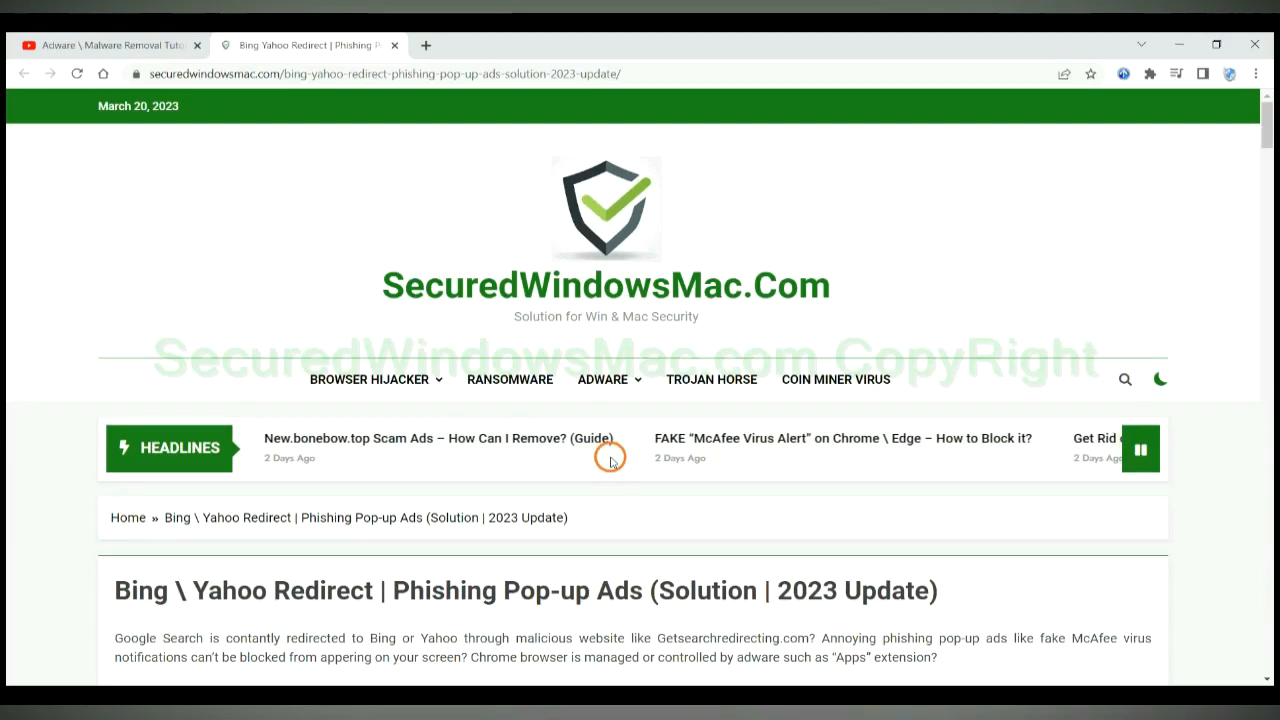 Adware \ Malware Removal Tuto
Bing Yahoo Redirect | Phishing P
securedwindowsmac.com/bing-yahoo-redirect-phishing-pop-up-ads-solution-2023-update/
March 20, 2023
SecuredWindowsMac.Com
Solution for Win & Mac Security
SecuredWindowsMac.com CopyRight
BROWSER HIJACKER RANSOMWARE ADWARE TROJAN HORSE COIN MINER VIRUS
HEADLINES
New.bonebow.top Scam Ads – How Can I Remove? (Guide)
2 Days Ago
FAKE “McAfee Virus Alert” on Chrome \ Edge – How to Block it?
2 Days Ago
Get Rid
2 Days Ago
Home » Bing \ Yahoo Redirect | Phishing Pop-up Ads (Solution | 2023 Update)
Bing \ Yahoo Redirect | Phishing Pop-up Ads (Solution | 2023 Update)
Google Search is contantly redirected to Bing or Yahoo through malicious website like Getsearchredirecting.com? Annoying phishing pop-up ads like fake McAfee virus
notifications can’t be blocked from appering on your screen? Chrome browser is managed or controlled by adware such as “Apps” extension?